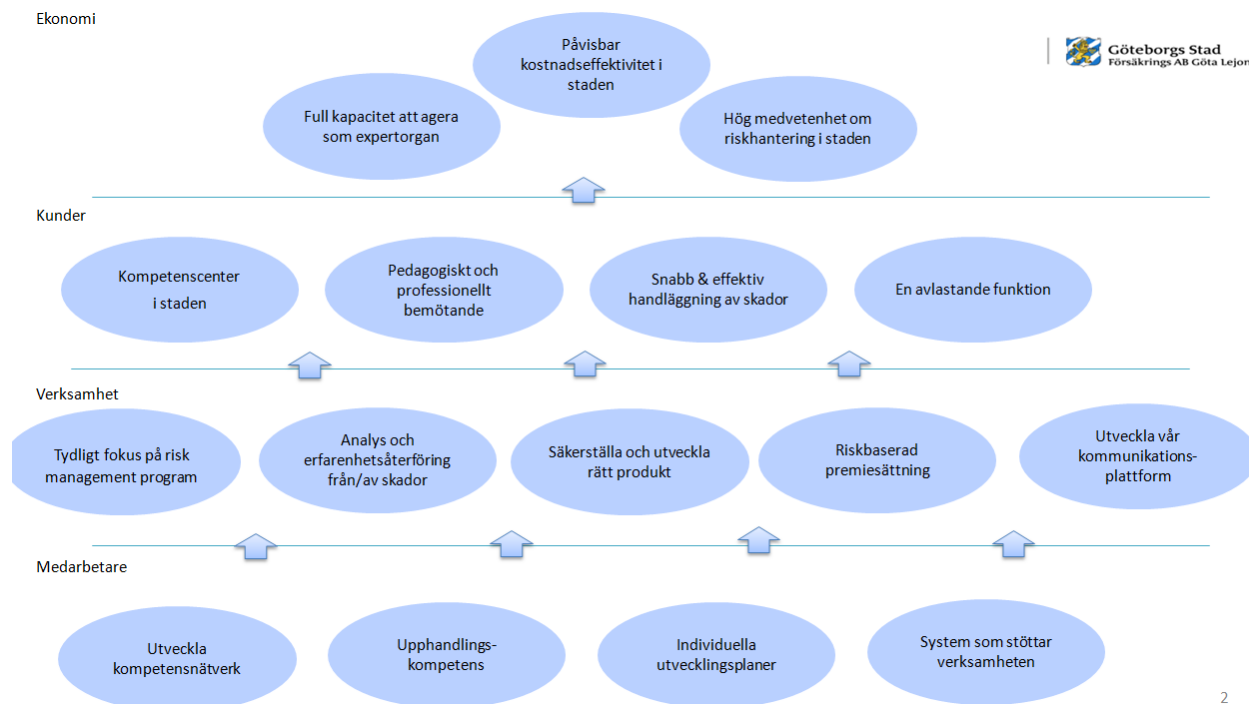 Ekonomi
Göteborgs Stad
Försäkrings AB Göta Lejon
Påvisbar
kostnadseffektivitet i
staden
Full kapacitet att agera
som expertorgan
Hög medvetenhet om
riskhantering i staden
Kunder
Kompetenscenter
i staden
Pedagogiskt och
professionellt
bemötande
Snabb & effektiv
handläggning av skador
En avlastande funktion
Verksamhet
Tydligt fokus på risk
management program
Analys och
erfarenhetsåterföring
från/av skador
Säkerställa och utveckla
rätt produkt
Riskbaserad
premiesättning
Utveckla vår
kommunikations-
plattform
Medarbetare
Utveckla
kompetensnätverk
Upphandlings-
kompetens
Individuella
utvecklingsplaner
System som stöttar
verksamheten
2